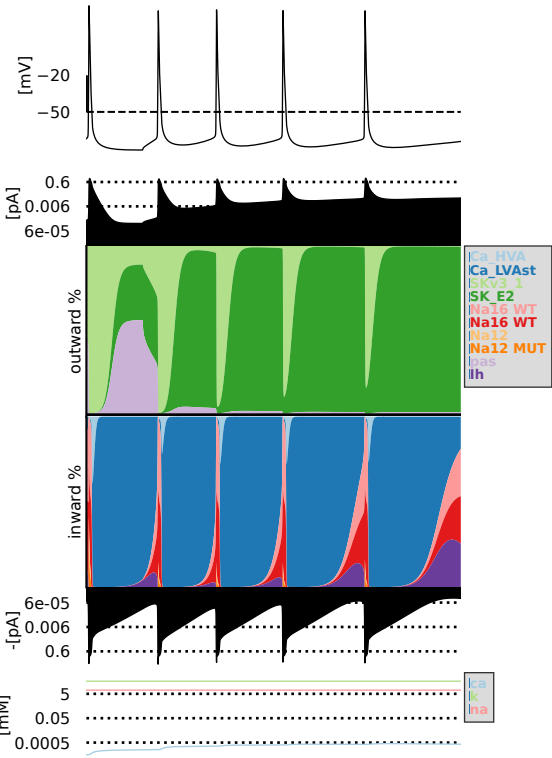 [mV]
−20
−50
[pA]
0.6
0.006
6e-05
outward %
Ca_HVA
Ca_LVAst
SKv3_1
SK_E2
Na16 WT
Na16 WT
Na12
Na12 MUT
pas
Ih
inward %
-[pA]
6e-05
0.006
0.6
[mM]
5
0.05
0.0005
ca
k
na